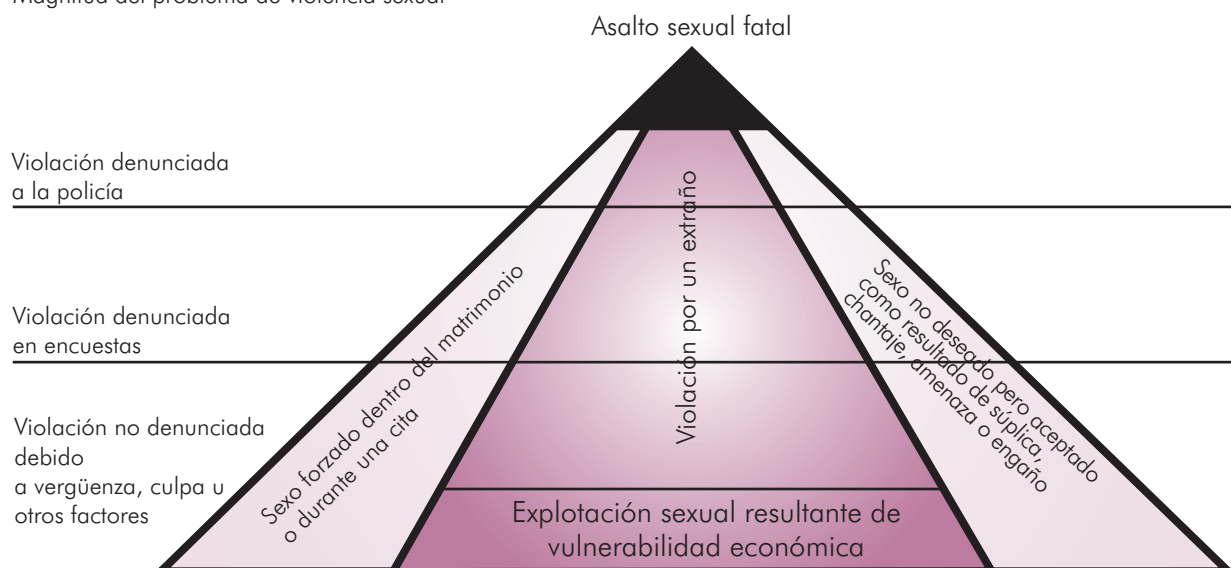 Magnitud del problema de violencia sexual
Asalto sexual fatal
Violación denunciada
a la policía
Violación denunciada
en encuestas
Violación no denunciada
debido
a vergüenza, culpa u
otros factores
Sexo forzado dentro del matrimonio
o durante una cita
Violación por un extraño
Sexo no deseado pero aceptado
como resultado de súplica,
chantaje, amenaza o engaño
Explotación sexual resultante de
vulnerabilidad económica